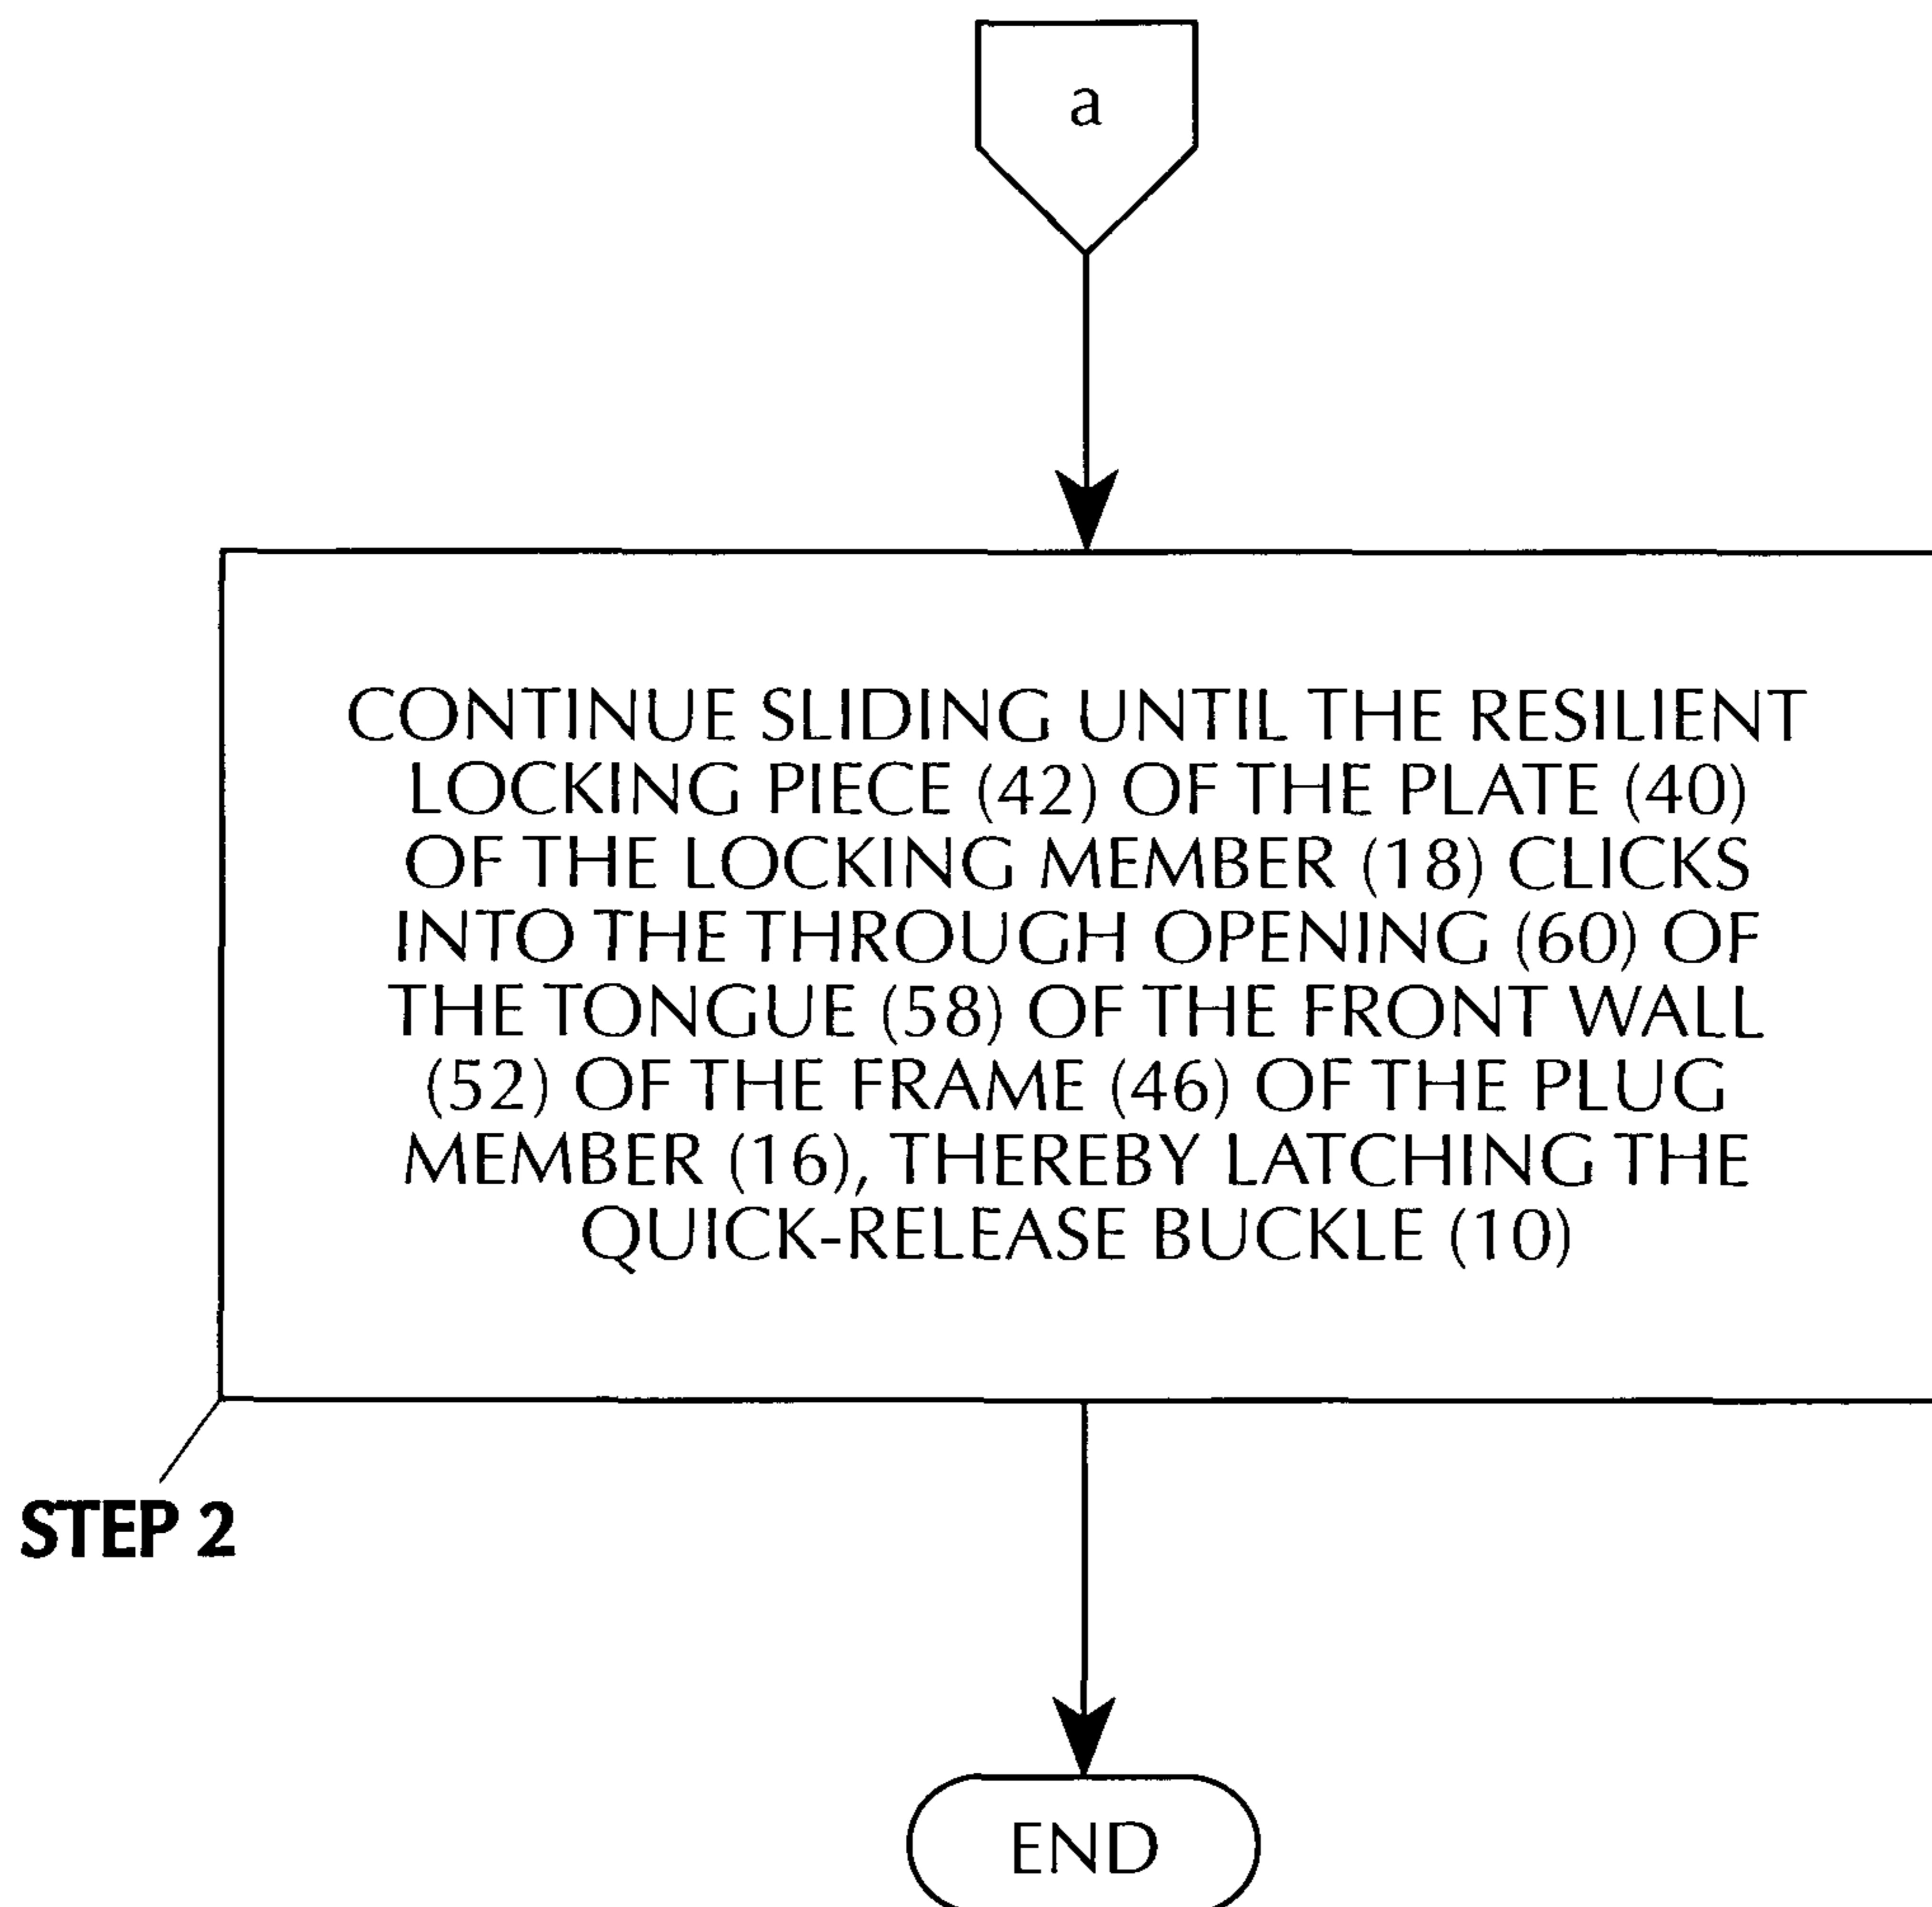 a
CONTINUE SLIDING UNTIL THE RESILIENT
LOCKING PIECE (42) OF THE PLATE (40)
OF THE LOCKING MEMBER (18) CLICKS
INTO THE THROUGH OPENING (60) OF
THE TONGUE (58) OF THE FRONT WALL
(52) OF THE FRAME (46) OF THE PLUG
MEMBER (16), THEREBY LATCHING THE
QUICK-RELEASE BUCKLE (10)
STEP 2
END